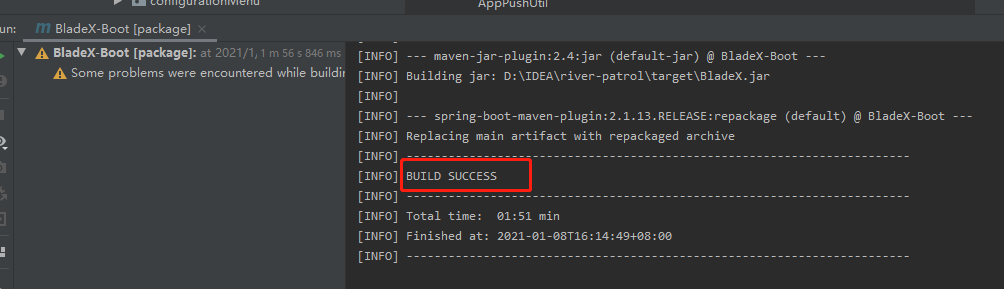 configurationMenu
AppPushUtil
un:
BladeX-Boot [package] ×
BladeX-Boot [package]: at 2021/1, 1 m 56 s 846 ms
Some problems were encountered while buildin
[INFO] --- maven-jar-plugin:2.4:jar (default-jar) @ BladeX-Boot ---
[INFO] Building jar: D:\IDEA\river-patrol\target\BladeX.jar
[INFO]
[INFO] --- spring-boot-maven-plugin:2.1.13.RELEASE:repackage (default) @ BladeX-Boot ---
[INFO] Replacing main artifact with repackaged archive
[INFO] ------------------------------------------------------------------------
[INFO] BUILD SUCCESS
[INFO] ------------------------------------------------------------------------
[INFO] Total time:  01:51 min
[INFO] Finished at: 2021-01-08T16:14:49+08:00
[INFO] ------------------------------------------------------------------------